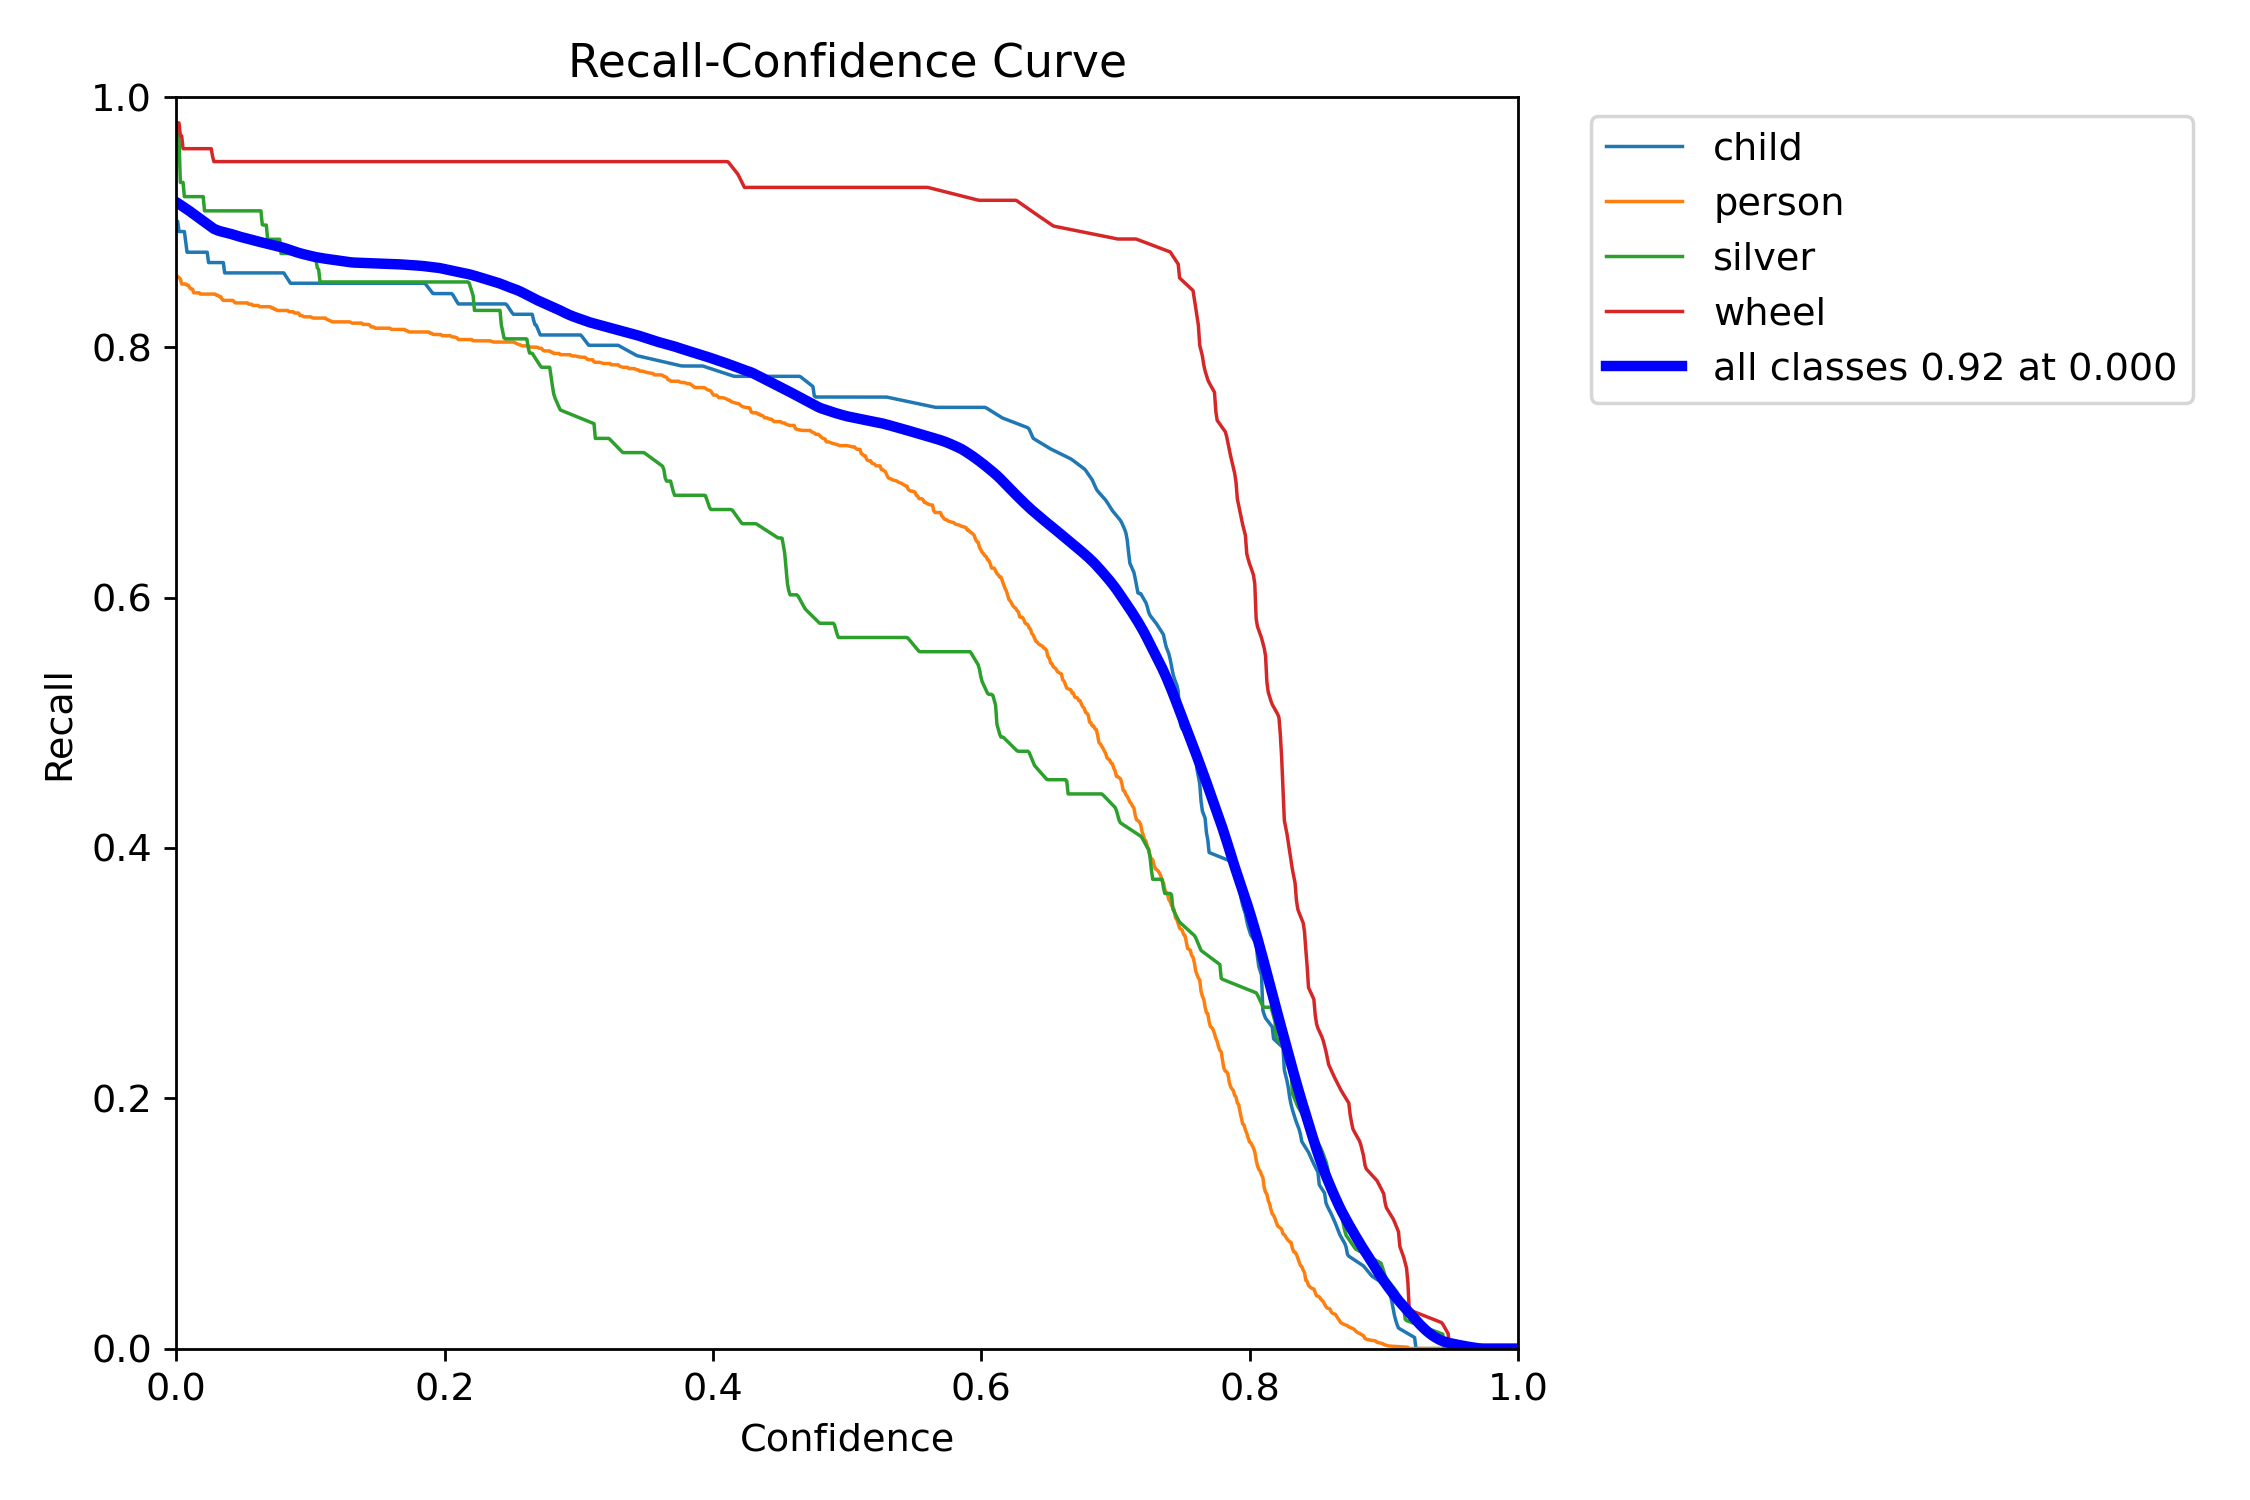 Recall-Confidence Curve
1.0
0.8
0.6
0.4
0.2
0.0
Recall
0.0 0.2 0.4 0.6 0.8 1.0
Confidence
child
person
silver
wheel
all classes 0.92 at 0.000